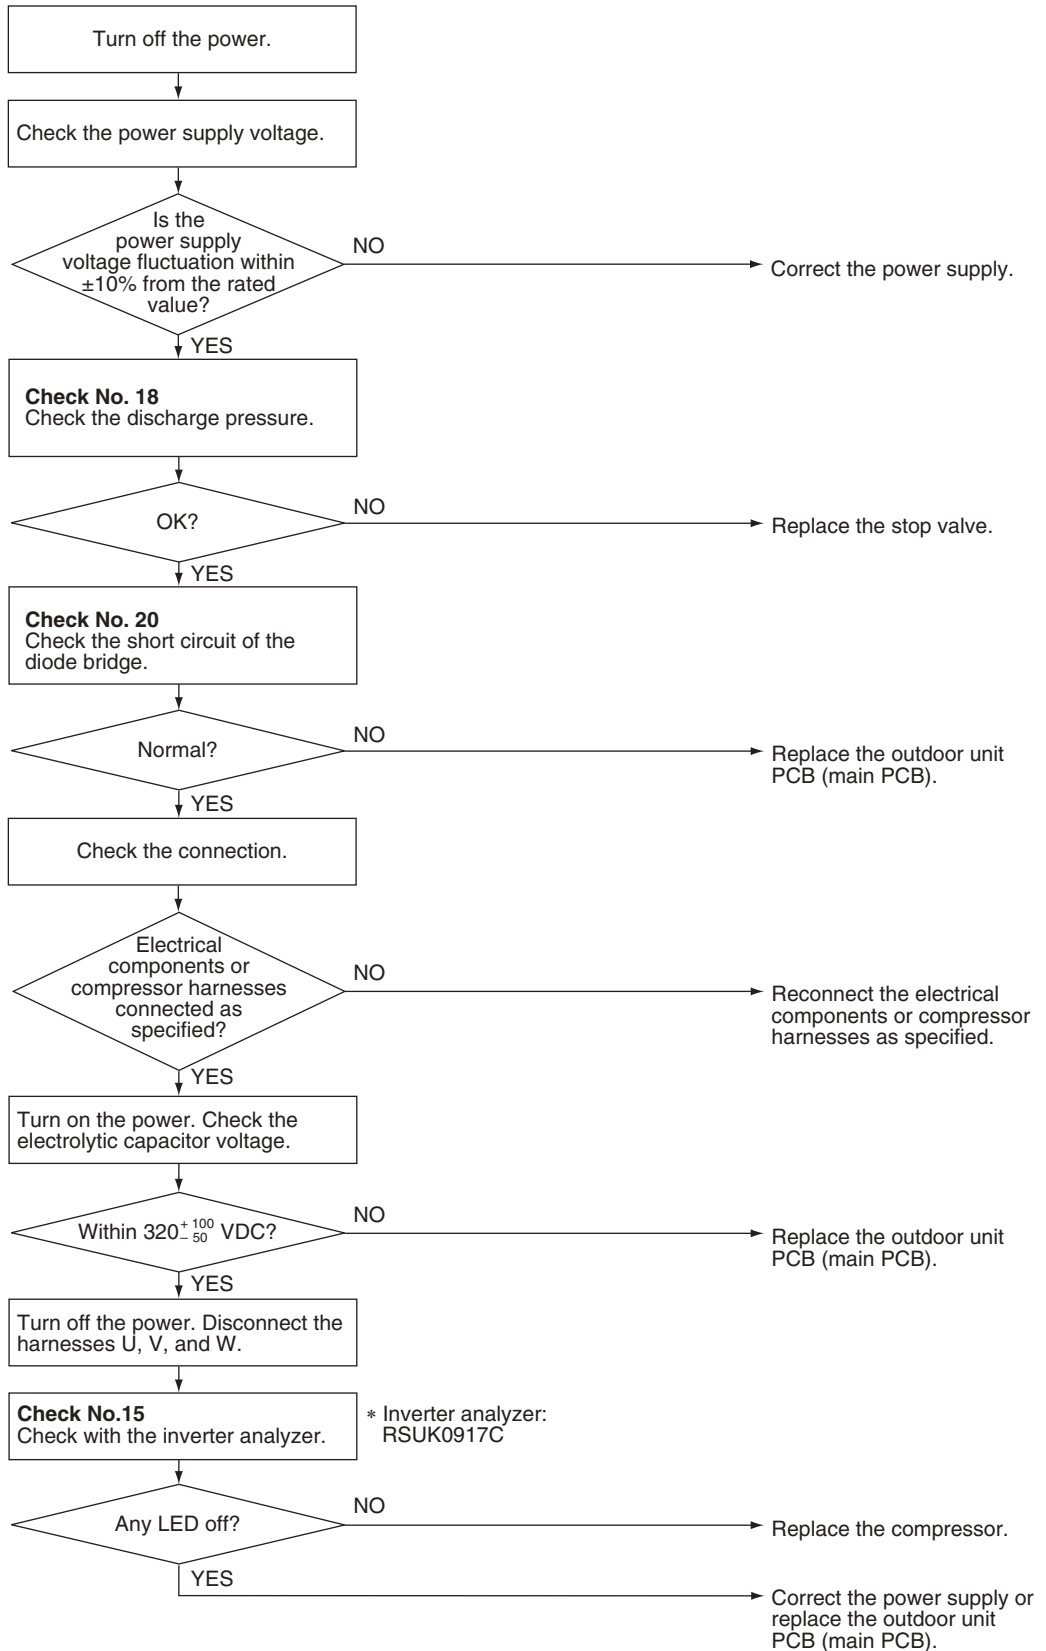 Turn off the power.
Check the power supply voltage.
Is the
power supply
voltage fluctuation within
±10% from the rated
value?
NO
Correct the power supply.
YES
Check No. 18
Check the discharge pressure.
OK?
NO
Replace the stop valve.
YES
Check No. 20
Check the short circuit of the
diode bridge.
Normal?
NO
Replace the outdoor unit
PCB (main PCB).
YES
Check the connection.
Electrical
components or
compressor harnesses
connected as
specified?
NO
Reconnect the electrical
components or compressor
harnesses as specified.
YES
Turn on the power. Check the
electrolytic capacitor voltage.
Within 320 + 100 − 50 VDC?
NO
Replace the outdoor unit
PCB (main PCB).
YES
Turn off the power. Disconnect the
harnesses U, V, and W.
Check No.15
Check with the inverter analyzer.
* Inverter analyzer:
RSUK0917C
Any LED off?
NO
Replace the compressor.
YES
Correct the power supply or
replace the outdoor unit
PCB (main PCB).